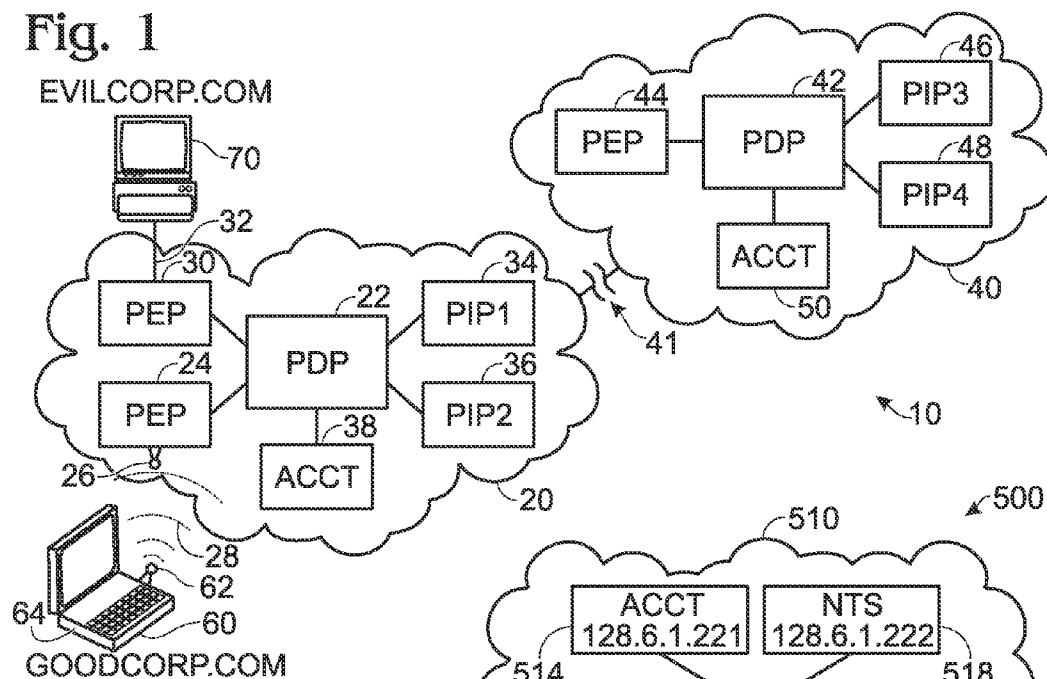 Fig. 1
EVILCORP.COM
70
32
30
PEP
24
PEP
26
28
62
64
60
GOODCORP.COM
22
PDP
34
PIP1
36
PIP2
38
ACCT
20
41
44
PEP
42
PDP
46
PIP3
48
PIP4
ACCT
50
40
10
500
510
ACCT
128.6.1.221
NTS
128.6.1.222
514
518